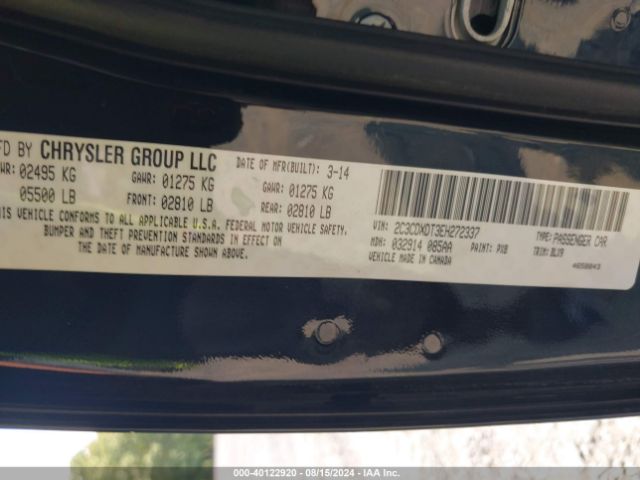 FD BY CHRYSLER GROUP LLC DATE OF MFR(BUILT): 3-14
WR: 02495 KG GAWR: 01275 KG GAWR: 01275 KG
05500 LB FRONT: 02810 LB REAR: 02810 LB
THIS VEHICLE CONFORMS TO ALL APPLICABLE U.S.A. FEDERAL MOTOR VEHICLE SAFETY,
BUMPER AND THEFT PREVENTION STANDARDS IN EFFECT ON
THE DATE OF MANUFACTURE SHOWN ABOVE.
VIN: 2C3CDXDT3EH272337 TYPE: PASSENGER CAR
MDH: 032914 085AA PAINT: PXB TRIM: BLX9
VEHICLE MADE IN CANADA 4658043
000-40122920 - 08/15/2024 - IAA Inc.